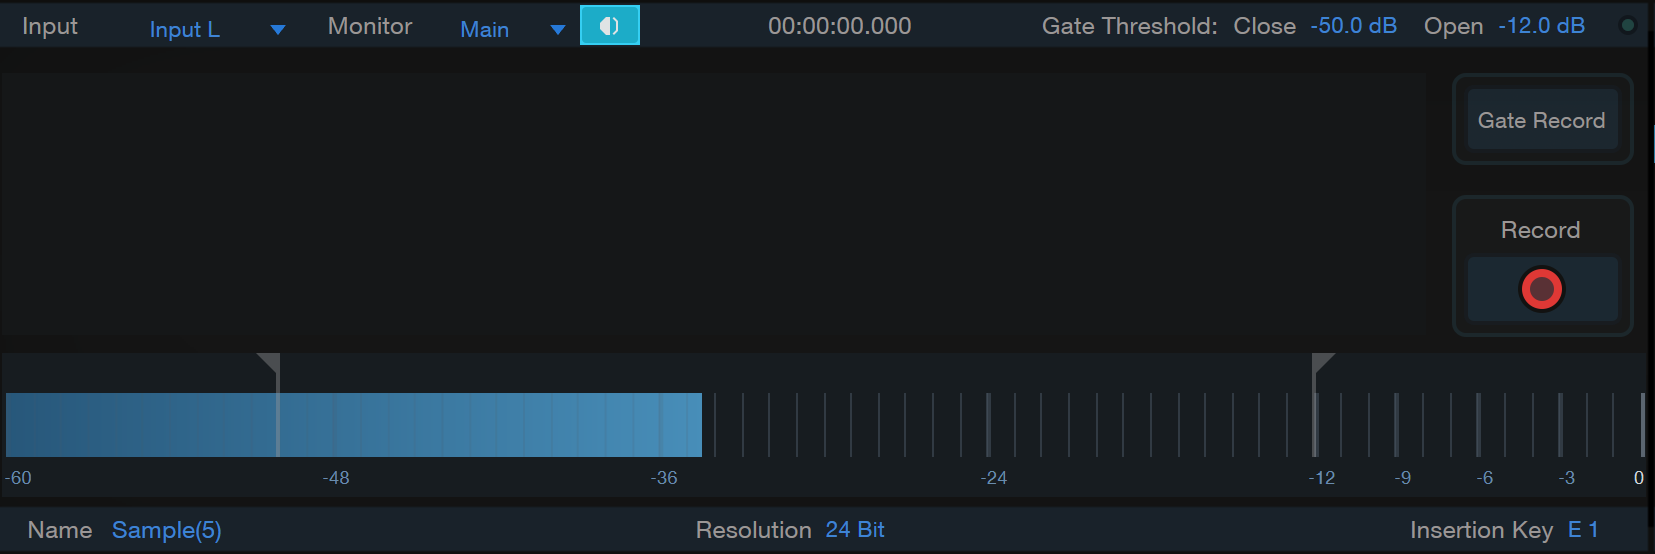 Input Input L Monitor Main 00:00:00.000 Gate Threshold: Close -50.0 dB Open -12.0 dB
Gate Record
Record
-60 -48 -36 -24 -12 -9 -6 -3 0
Name Sample(5) Resolution 24 Bit Insertion Key E 1